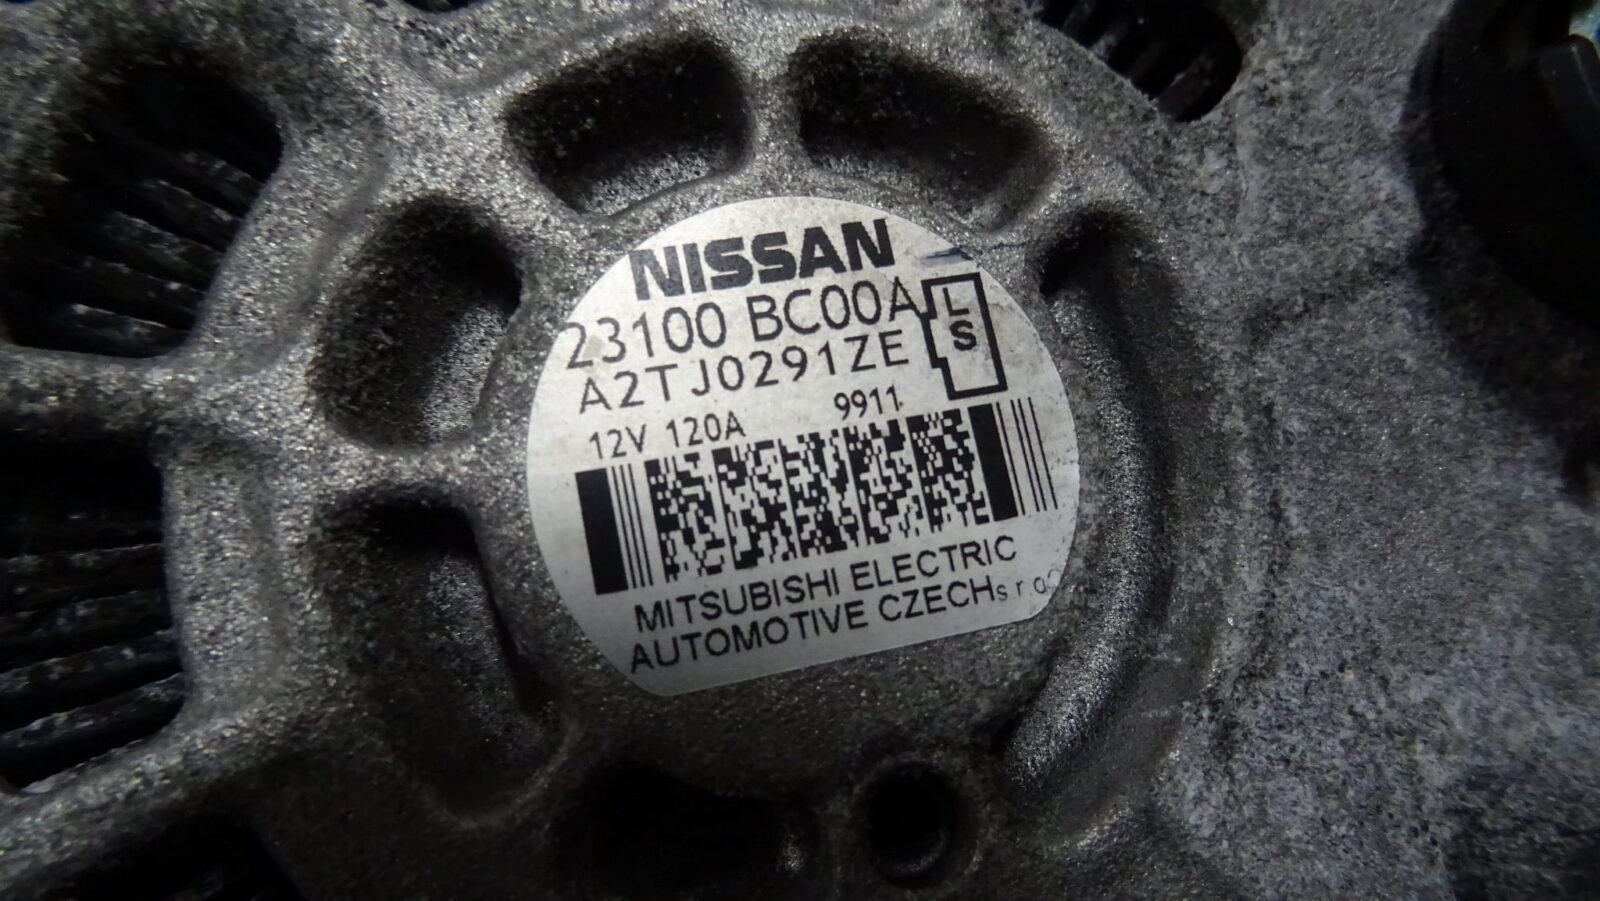 NISSAN
23100 BC00A
L
S
A2TJ0291ZE
12V 120A 9911
MITSUBISHI ELECTRIC
AUTOMOTIVE CZECH s r o